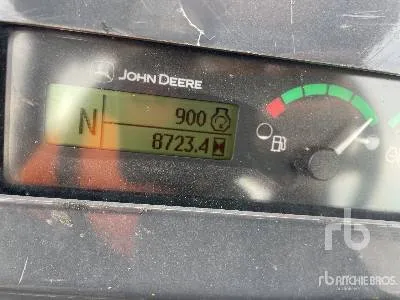 JOHN DEERE
N
900
8723.4
rb
RITCHIE BROS.